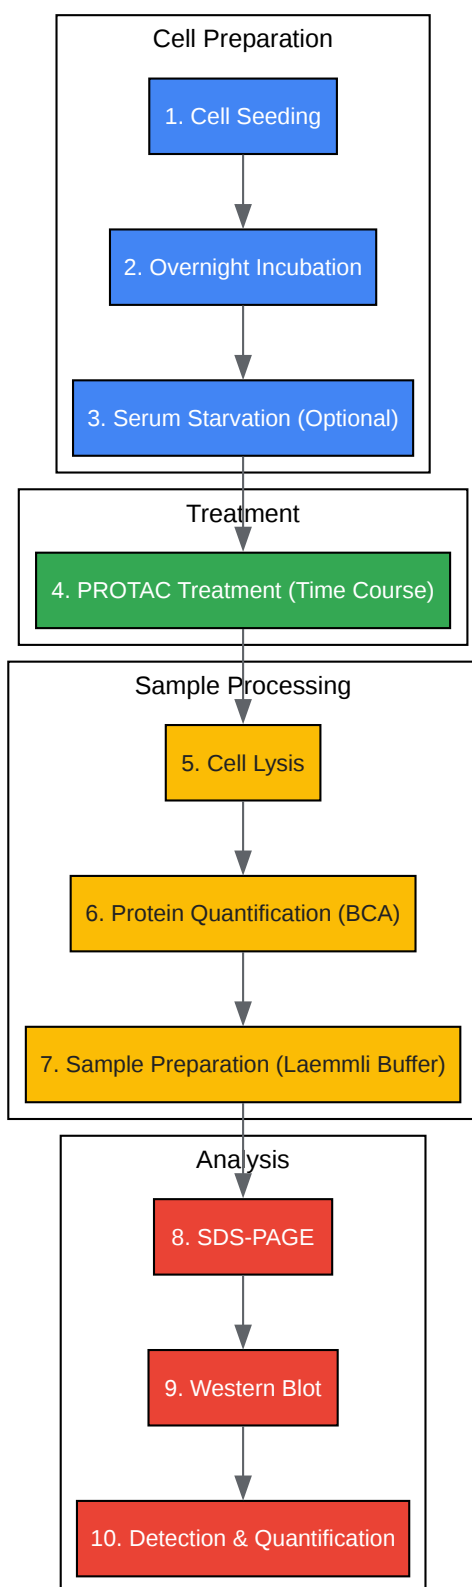 Cell Preparation
1. Cell Seeding
2. Overnight Incubation
3. Serum Starvation (Optional)
Treatment
4. PROTAC Treatment (Time Course)
Sample Processing
5. Cell Lysis
6. Protein Quantification (BCA)
7. Sample Preparation (Laemmli Buffer)
Analysis
8. SDS-PAGE
9. Western Blot
10. Detection & Quantification